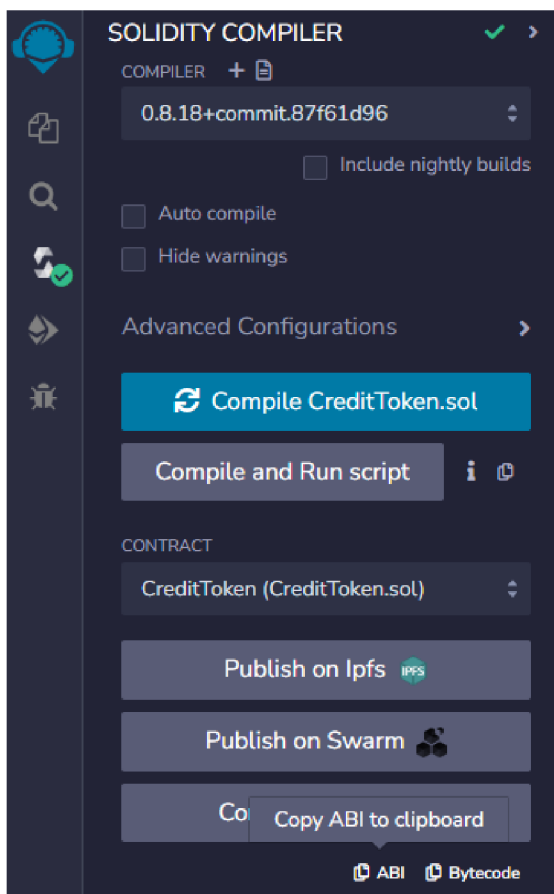 SOLIDITY COMPILER
COMPILER
0.8.18+commit.87f61d96
Include nightly builds
Auto compile
Hide warnings
Advanced Configurations
Compile CreditToken.sol
Compile and Run script
CONTRACT
CreditToken (CreditToken.sol)
Publish on Ipfs IPFS
Publish on Swarm
Copy ABI to clipboard
ABI Bytecode